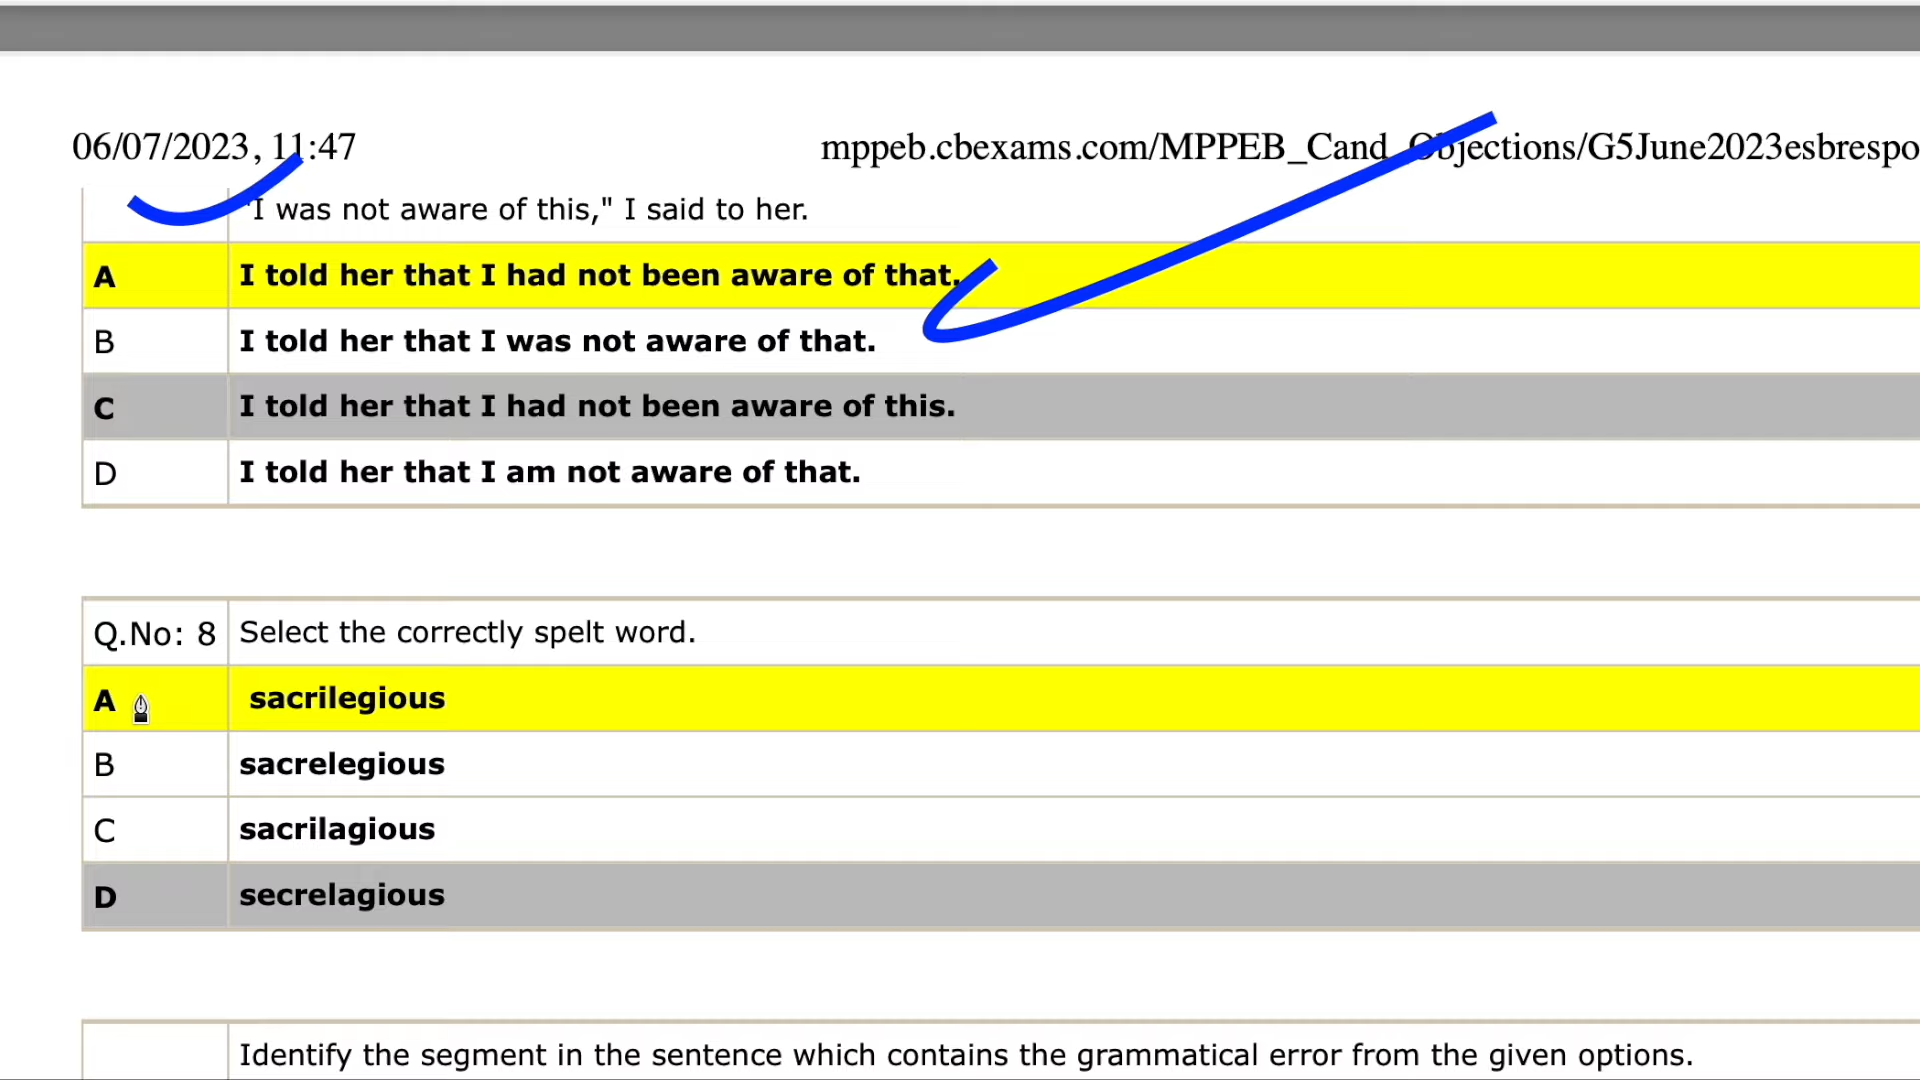 06/07/2023, 11:47 mppeb.cbexams.com/MPPEB_Cand_Objections/G5June2023esbrespo
"I was not aware of this," I said to her.
A I told her that I had not been aware of that.
B I told her that I was not aware of that.
C I told her that I had not been aware of this.
D I told her that I am not aware of that.
Q.No: 8 Select the correctly spelt word.
A sacrilegious
B sacrelegious
C sacrilagious
D secrelagious
Identify the segment in the sentence which contains the grammatical error from the given options.